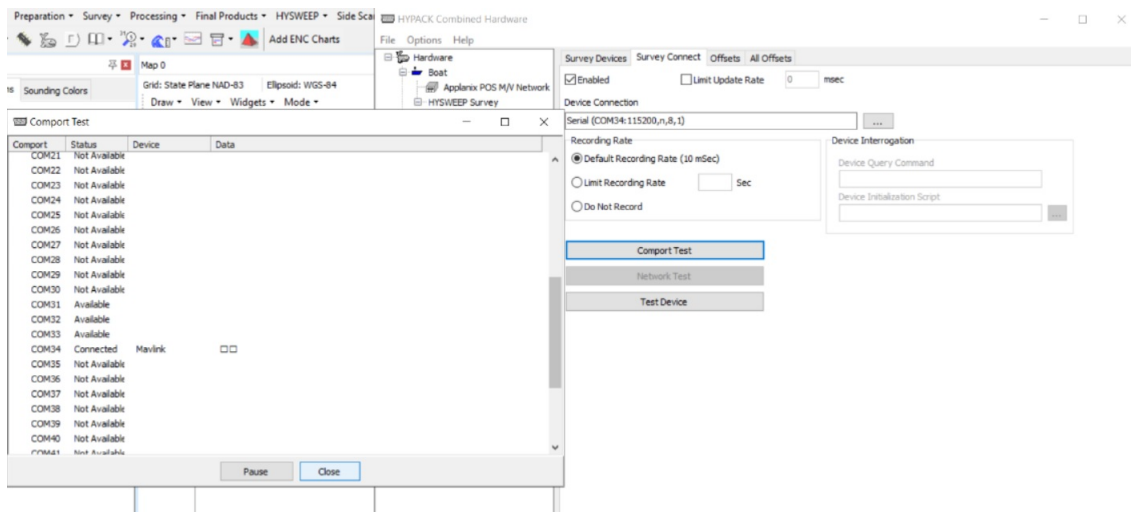 Preparation Survey Processing Final Products HYSWEEP Side Sca
Add ENC Charts
Map 0
Sounding Colors
Grid: State Plane NAD-83 Ellipsoid: WGS-84
Draw View Widgets Mode
HYPACK Combined Hardware
File Options Help
Hardware
Boat
Applanix POS M/V Network
HYSWEEP Survey
Survey Devices Survey Connect Offsets All Offsets
Enabled Limit Update Rate 0 msec
Device Connection
Serial (COM34:115200,n,8,1) ...
Recording Rate
Default Recording Rate (10 mSec)
Limit Recording Rate Sec
Do Not Record
Device Interrogation
Device Query Command
Device Initialization Script
...
Comport Test
Network Test
Test Device
Comport Test
Comport Status Device Data
COM21 Not Available
COM22 Not Available
COM23 Not Available
COM24 Not Available
COM25 Not Available
COM26 Not Available
COM27 Not Available
COM28 Not Available
COM29 Not Available
COM30 Not Available
COM31 Available
COM32 Available
COM33 Available
COM34 Connected Mavlink □□
COM35 Not Available
COM36 Not Available
COM37 Not Available
COM38 Not Available
COM39 Not Available
COM40 Not Available
COM41 Not Available
Pause Close